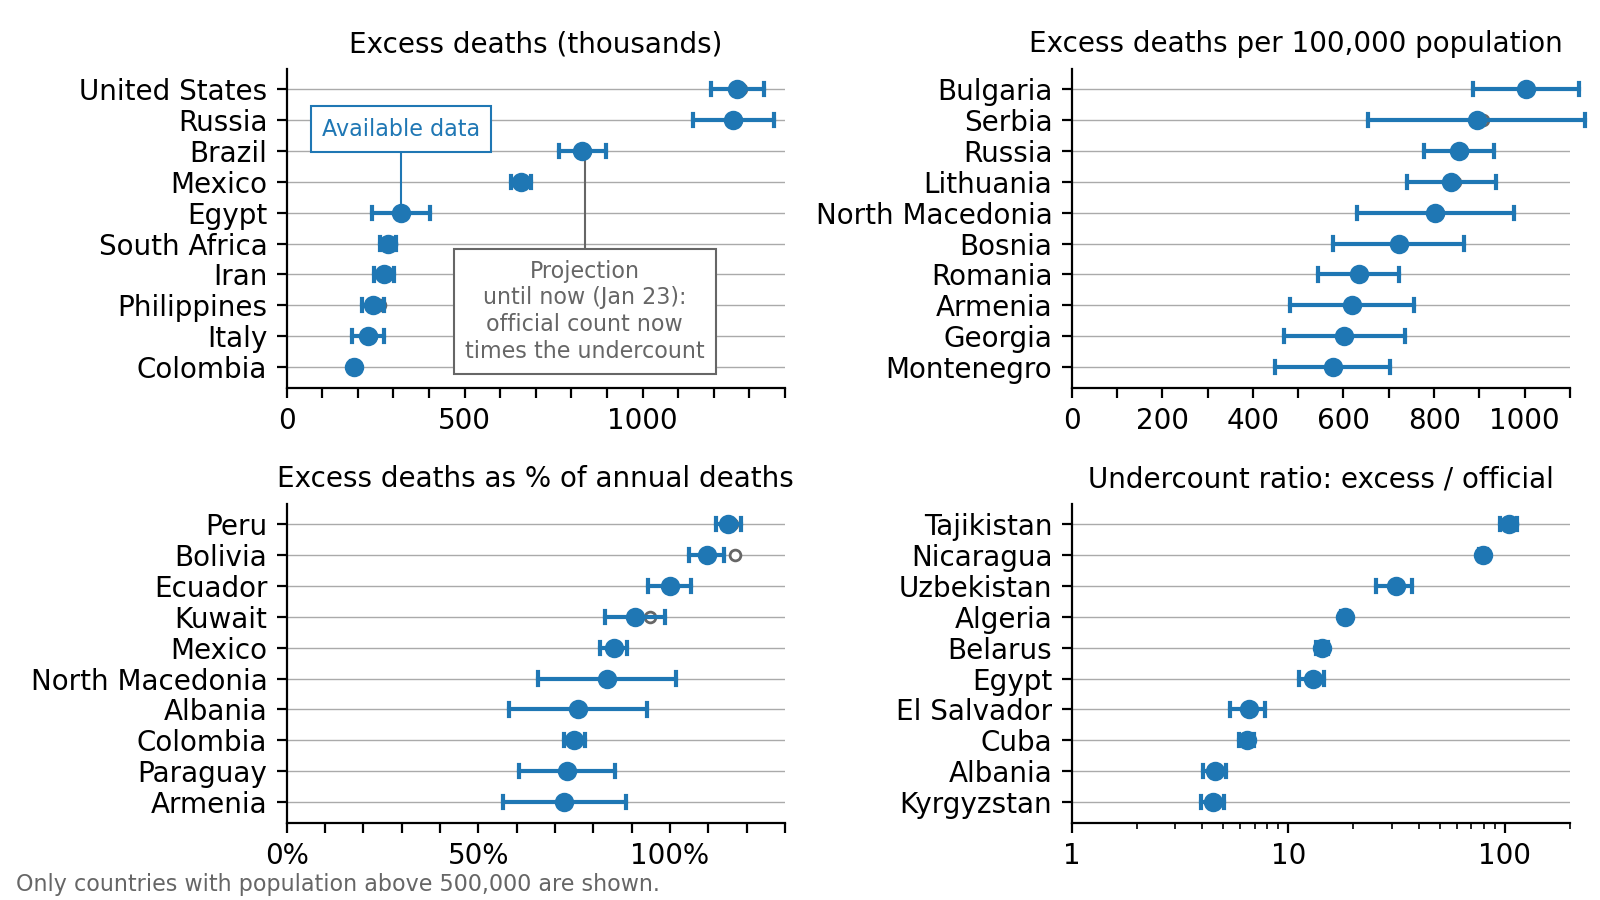 Excess deaths (thousands)
United States
Russia
Brazil
Mexico
Egypt
South Africa
Iran
Philippines
Italy
Colombia
Available data
Projection
until now (Jan 23):
official count now
times the undercount
0 500 1000
Excess deaths per 100,000 population
Bulgaria
Serbia
Russia
Lithuania
North Macedonia
Bosnia
Romania
Armenia
Georgia
Montenegro
0 200 400 600 800 1000
Excess deaths as % of annual deaths
Peru
Bolivia
Ecuador
Kuwait
Mexico
North Macedonia
Albania
Colombia
Paraguay
Armenia
0% 50% 100%
Undercount ratio: excess / official
Tajikistan
Nicaragua
Uzbekistan
Algeria
Belarus
Egypt
El Salvador
Cuba
Albania
Kyrgyzstan
1 10 100
Only countries with population above 500,000 are shown.